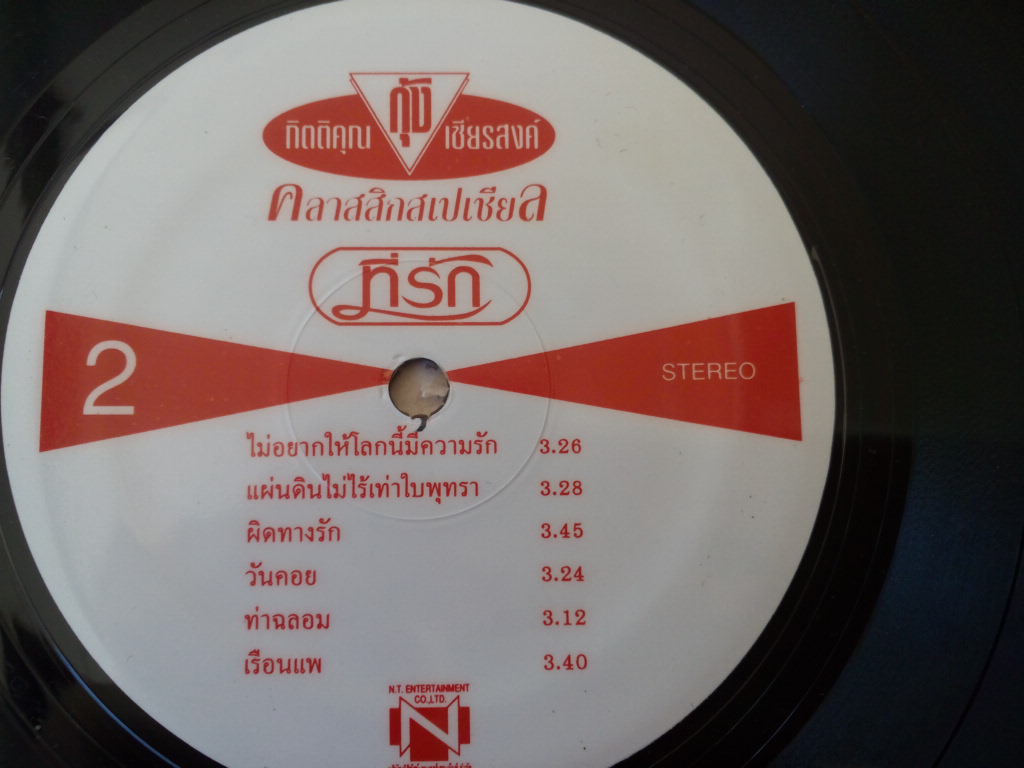 กุ้ง
กิตติคุณ เชียรสงค์
คลาสสิกสเปเชียล
ที่รัก
2 STEREO
ไม่อยากให้โลกนี้มีความรัก 3.26
แผ่นดินไม่ไร้เท่าใบพุทรา 3.28
ผิดทางรัก 3.45
วันคอย 3.24
ท่าฉลอม 3.12
เรือนแพ 3.40
N.T. ENTERTAINMENT
CO.,LTD.
N